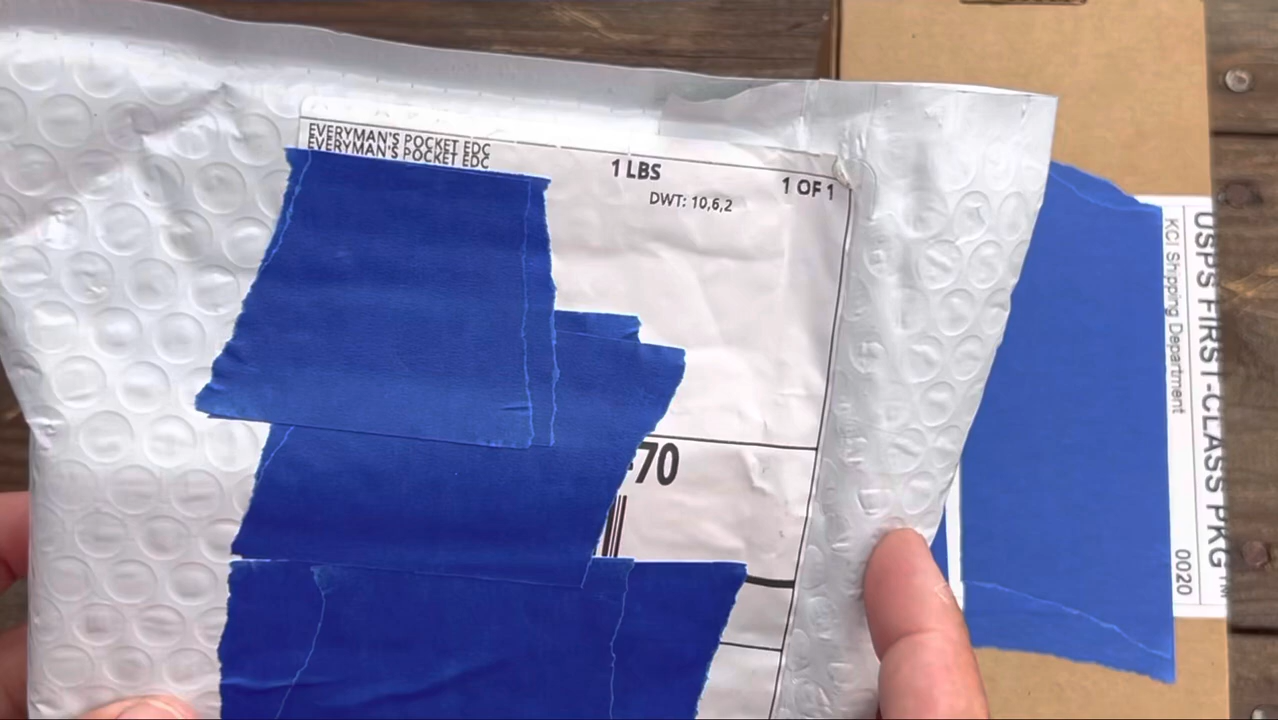 EVERYMAN'S POCKET EDC
EVERYMAN'S POCKET EDC
1 LBS
1 OF 1
DWT: 10,6,2
-70
USPS FIRST-CLASS PKG™
KCI Shipping Department
0020